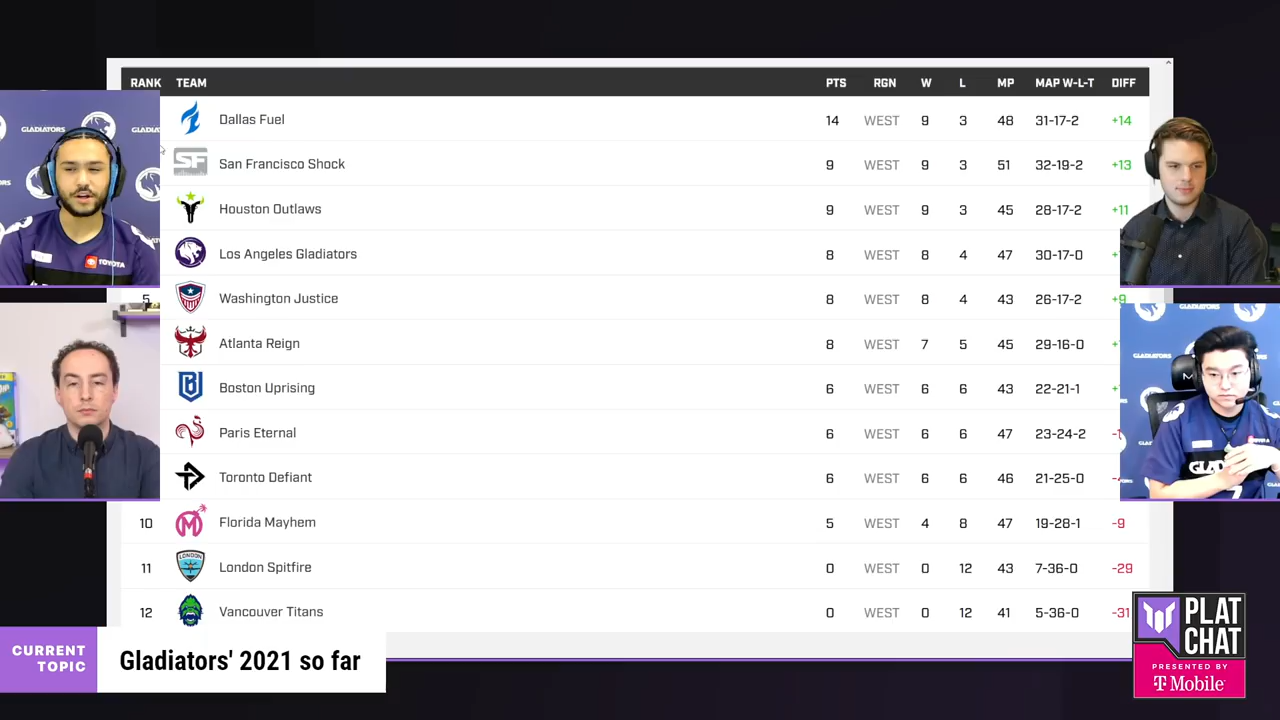 RANK TEAM PTS RGN W L MP MAP W-L-T DIFF
Dallas Fuel 14 WEST 9 3 48 31-17-2 +14
SF San Francisco Shock 9 WEST 9 3 51 32-19-2 +13
Houston Outlaws 9 WEST 9 3 45 28-17-2 +11
Los Angeles Gladiators 8 WEST 8 4 47 30-17-0
5 Washington Justice 8 WEST 8 4 43 26-17-2 +9
Atlanta Reign 8 WEST 7 5 45 29-16-0
Boston Uprising 6 WEST 6 6 43 22-21-1
Paris Eternal 6 WEST 6 6 47 23-24-2
Toronto Defiant 6 WEST 6 6 46 21-25-0
10 Florida Mayhem 5 WEST 4 8 47 19-28-1 -9
11 LONDON London Spitfire 0 WEST 0 12 43 7-36-0 -29
12 Vancouver Titans 0 WEST 0 12 41 5-36-0 -31
GLADIATORS
TOYOTA
GLADIATORS
CURRENT TOPIC
Gladiators' 2021 so far
PLAT
CHAT
PRESENTED BY
T Mobile